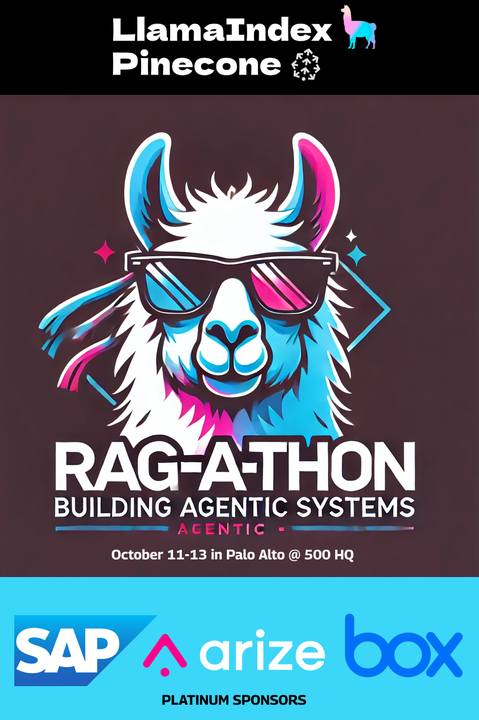 LlamaIndex
Pinecone
RAG-A-THON
BUILDING AGENTIC SYSTEMS
AGENTIC
October 11-13 in Palo Alto @ 500 HQ
SAP arize box
PLATINUM SPONSORS